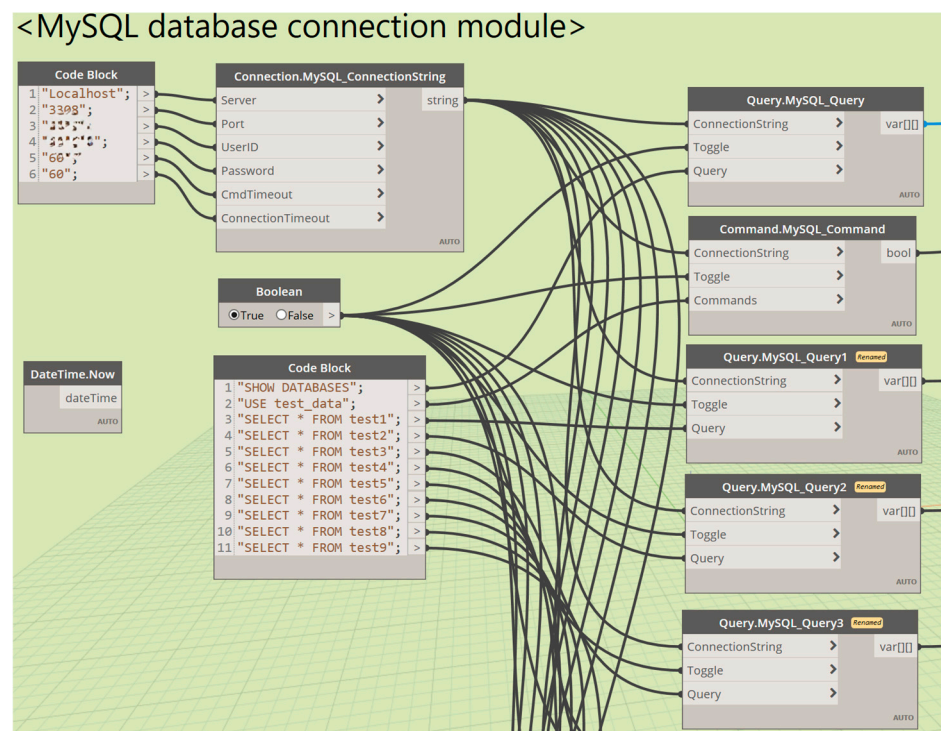 <MySQL database connection module>
Code Block
1 "Localhost"; >
2 >
3 >
4 >
5 "60"; >
6 "60"; >
Connection.MySQL_ConnectionString
Server > string
Port >
UserID >
Password >
CmdTimeout >
ConnectionTimeout >
AUTO
Boolean
True False >
DateTime.Now
dateTime
AUTO
Code Block
1 "SHOW DATABASES"; >
2 "USE test_data"; >
3 "SELECT * FROM test1"; >
4 "SELECT * FROM test2"; >
5 "SELECT * FROM test3"; >
6 "SELECT * FROM test4"; >
7 "SELECT * FROM test5"; >
8 "SELECT * FROM test6"; >
9 "SELECT * FROM test7"; >
10 "SELECT * FROM test8"; >
11 "SELECT * FROM test9"; >
Query.MySQL_Query
ConnectionString > var[][]
Toggle >
Query >
AUTO
Command.MySQL_Command
ConnectionString > bool
Toggle >
Commands >
AUTO
Query.MySQL_Query1 Renamed
ConnectionString > var[][]
Toggle >
Query >
AUTO
Query.MySQL_Query2 Renamed
ConnectionString > var[][]
Toggle >
Query >
AUTO
Query.MySQL_Query3 Renamed
ConnectionString > var[][]
Toggle >
Query >
AUTO